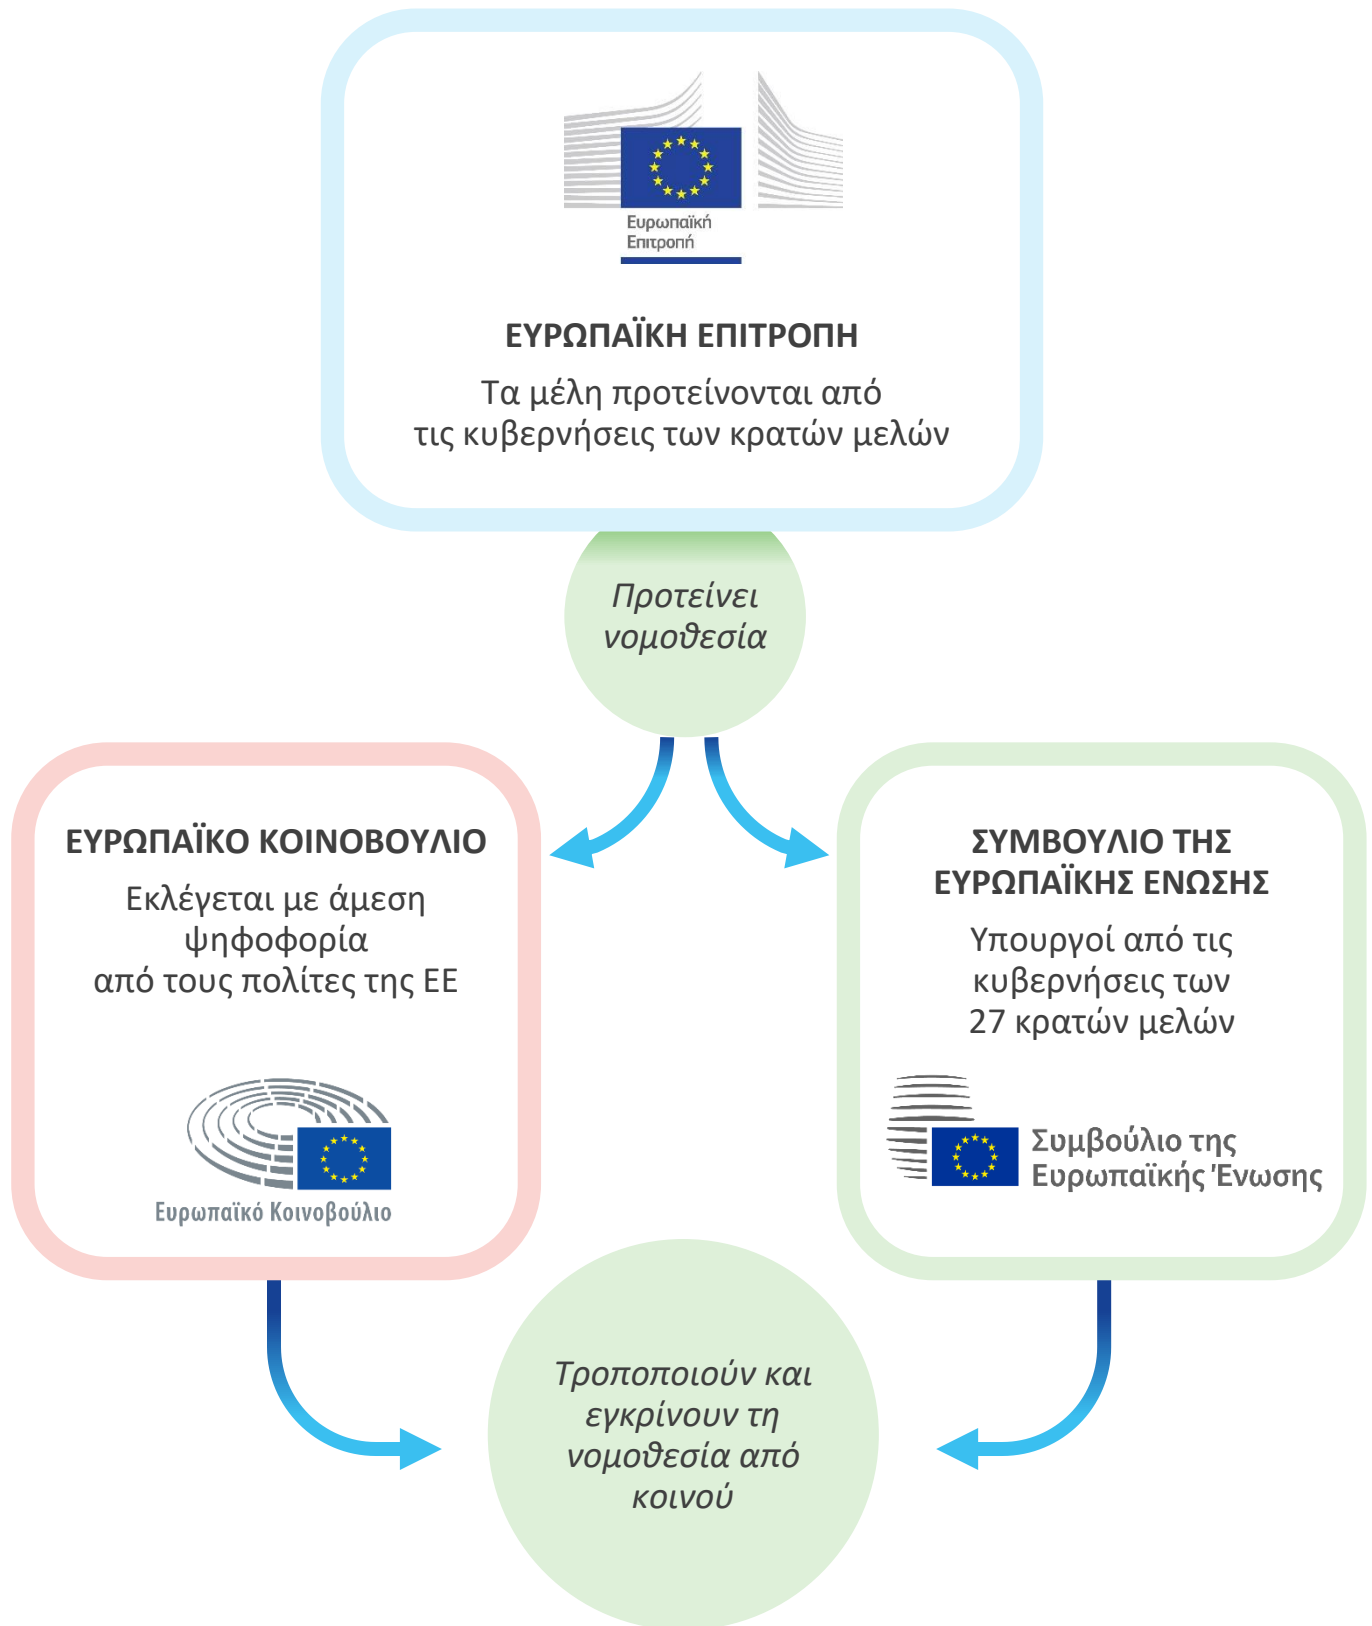 Ευρωπαϊκή
Επιτροπή
ΕΥΡΩΠΑΪΚΗ ΕΠΙΤΡΟΠΗ
Τα μέλη προτείνονται από
τις κυβερνήσεις των κρατών μελών
Προτείνει
νομοθεσία
ΕΥΡΩΠΑΪΚΟ ΚΟΙΝΟΒΟΥΛΙΟ
Εκλέγεται με άμεση
ψηφοφορία
από τους πολίτες της ΕΕ
Ευρωπαϊκό Κοινοβούλιο
ΣΥΜΒΟΥΛΙΟ ΤΗΣ
ΕΥΡΩΠΑΪΚΗΣ ΕΝΩΣΗΣ
Υπουργοί από τις
κυβερνήσεις των
27 κρατών μελών
Συμβούλιο της
Ευρωπαϊκής Ένωσης
Τροποποιούν και
εγκρίνουν τη
νομοθεσία από
κοινού